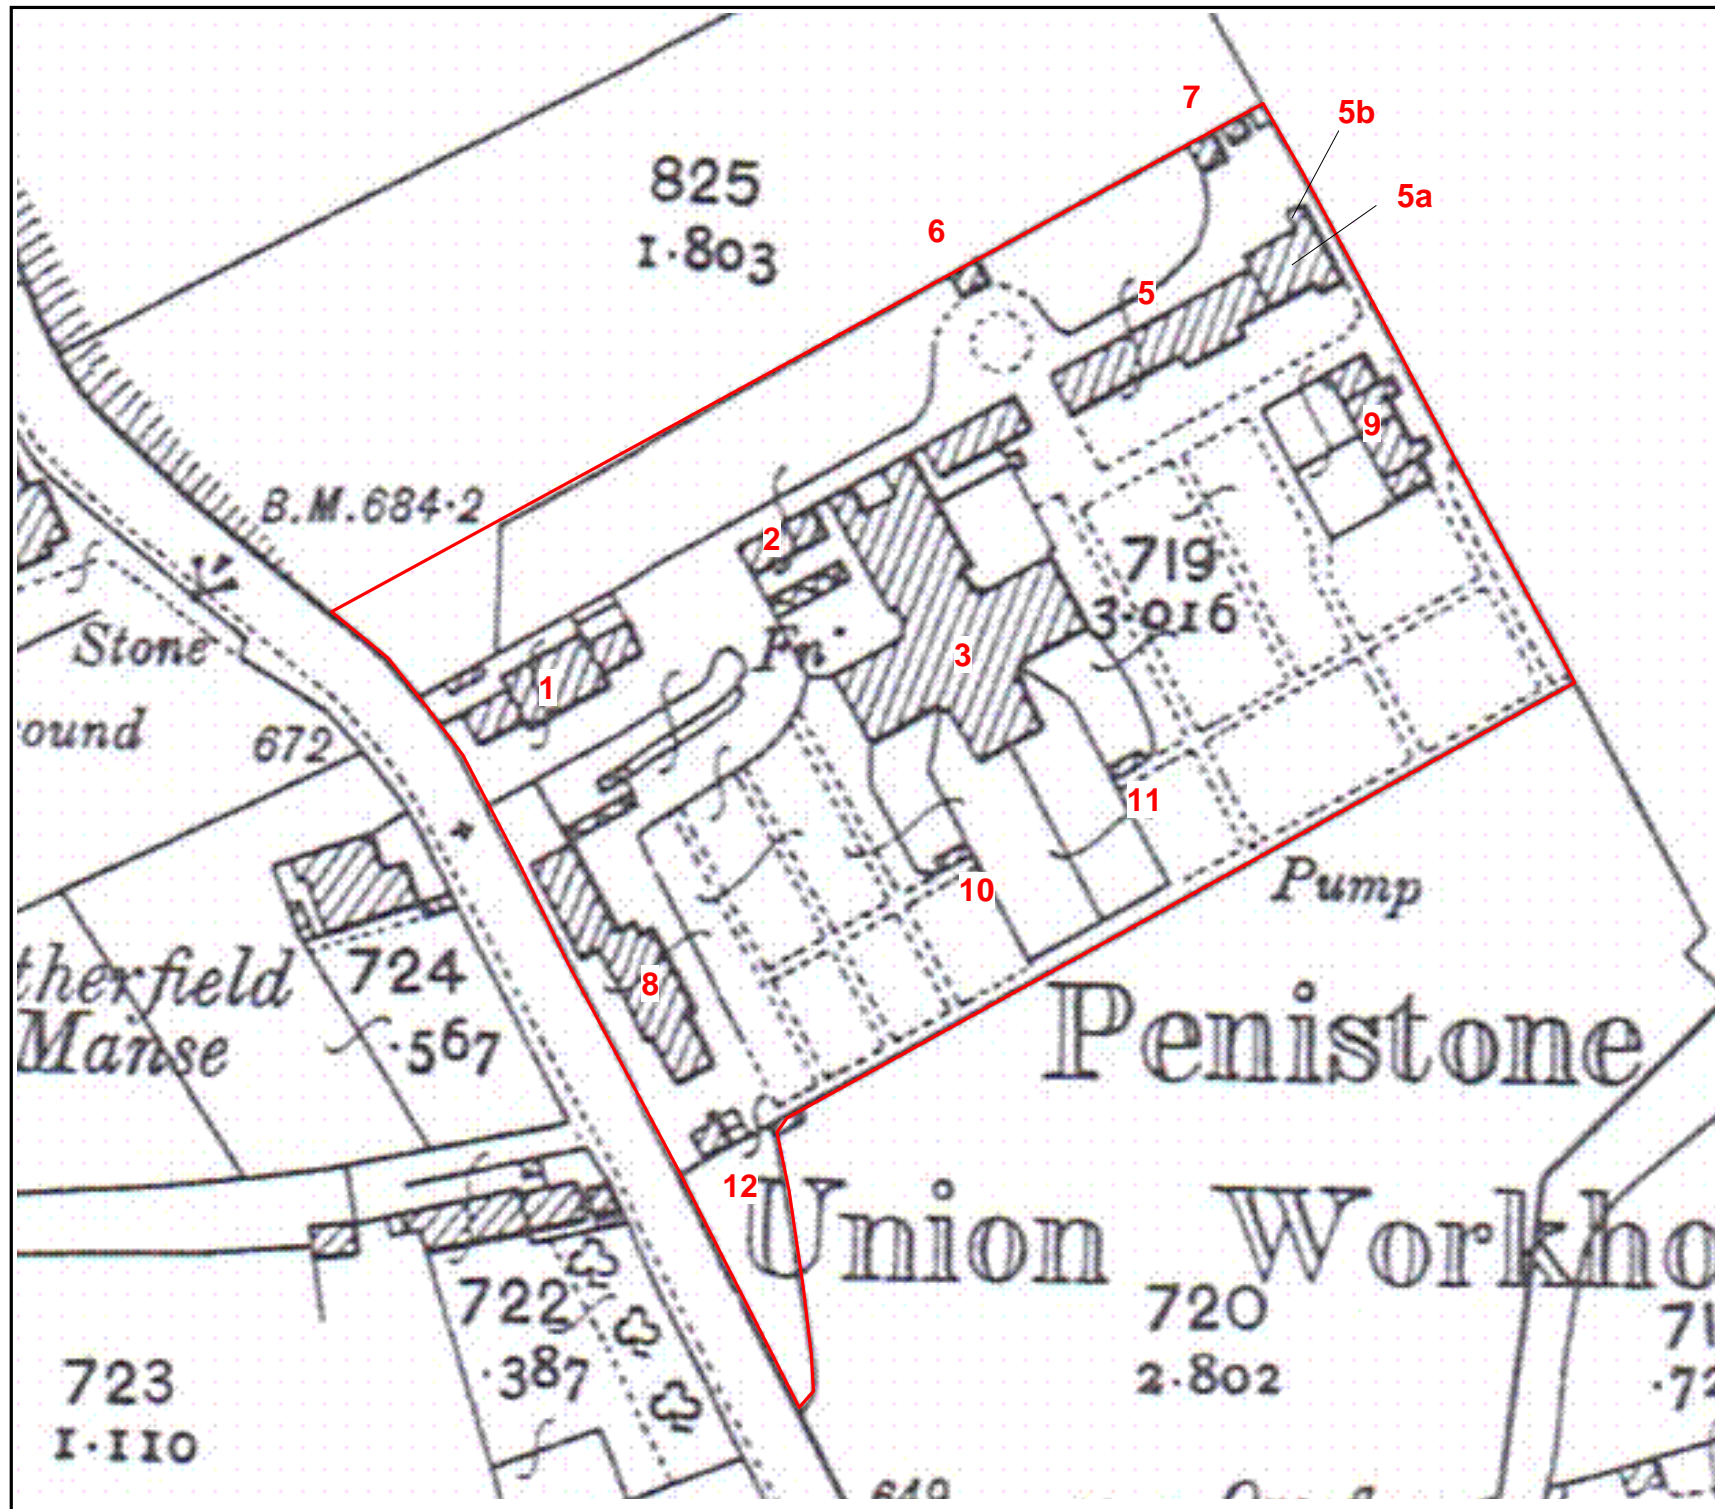 7
5b
825
5a
1·803
6
5
B.M.684·2
9
2
719
3·016
Stone
Fn
3
1
ound
672
11
Pump
10
therfield
724
8
Manse
·567
Penistone
12
Union Workho
722
720
·387
2·802
723
1·110